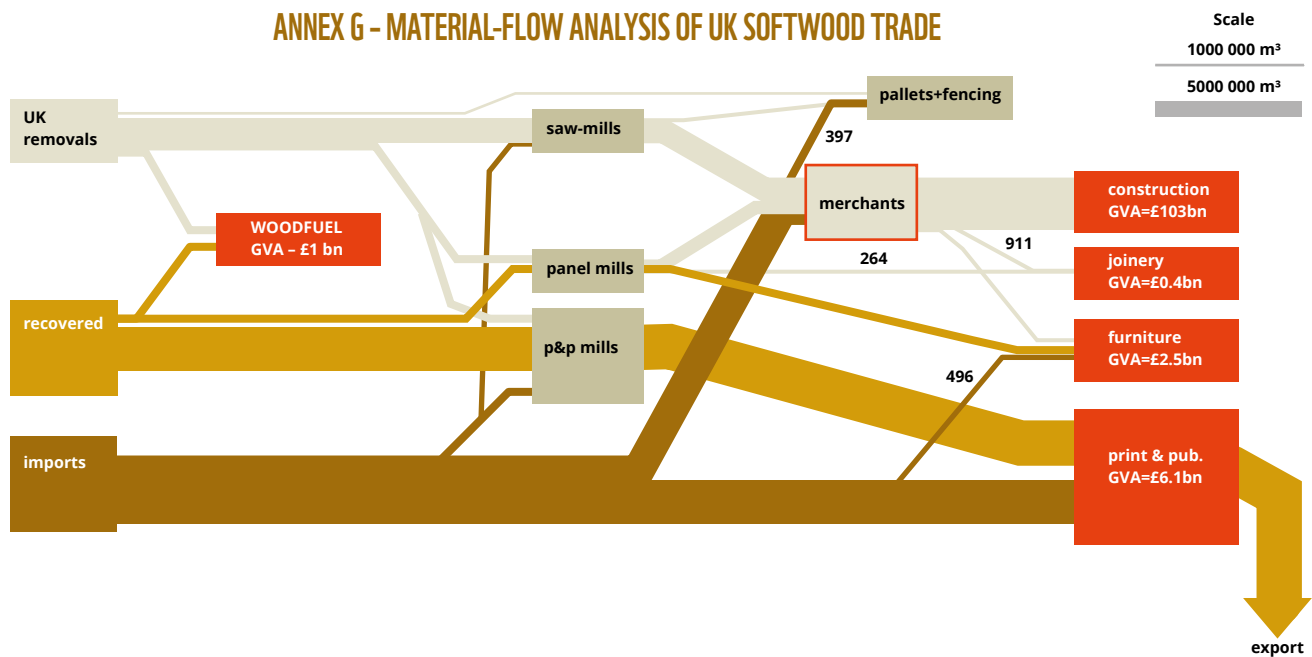 ANNEX G – MATERIAL-FLOW ANALYSIS OF UK SOFTWOOD TRADE
Scale
1000 000 m³
5000 000 m³
UK
removals
saw-mills
pallets+fencing
397
merchants
construction
GVA=£103bn
WOODFUEL
GVA – £1 bn
911
264
panel mills
joinery
GVA=£0.4bn
recovered
p&p mills
furniture
GVA=£2.5bn
496
imports
print & pub.
GVA=£6.1bn
export